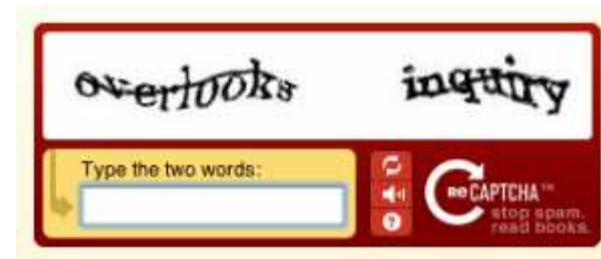 overlooks inquiry
Type the two words:
reCAPTCHA™
stop spam.
read books.